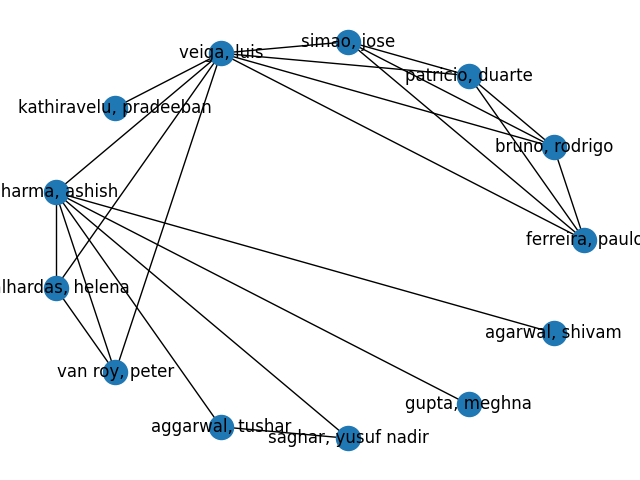 simao, jose
veiga, luis
patricio, duarte
kathiravelu, pradeeban
bruno, rodrigo
harma, ashish
ferreira, paulo
lhardas, helena
agarwal, shivam
van roy, peter
gupta, meghna
aggarwal, tushar
saghar, yusuf nadir